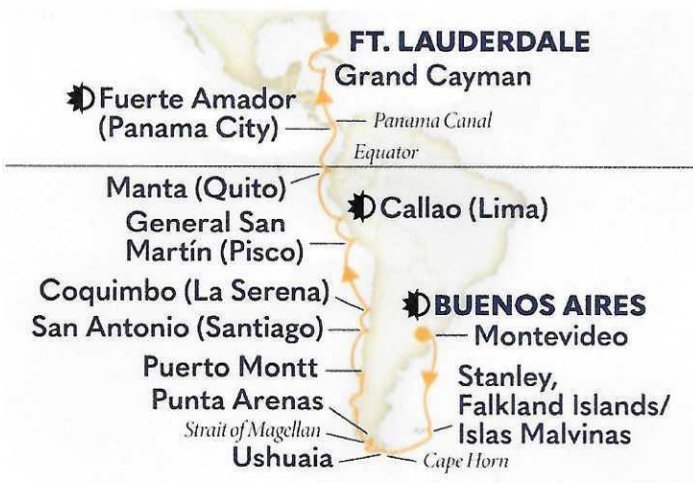 FT. LAUDERDALE
Grand Cayman
Fuerte Amador
(Panama City)
Panama Canal
Equator
Manta (Quito)
Callao (Lima)
General San
Martín (Pisco)
Coquimbo (La Serena)
BUENOS AIRES
San Antonio (Santiago)
Montevideo
Puerto Montt
Stanley,
Falkland Islands/
Islas Malvinas
Punta Arenas
Strait of Magellan
Ushuaia
Cape Horn